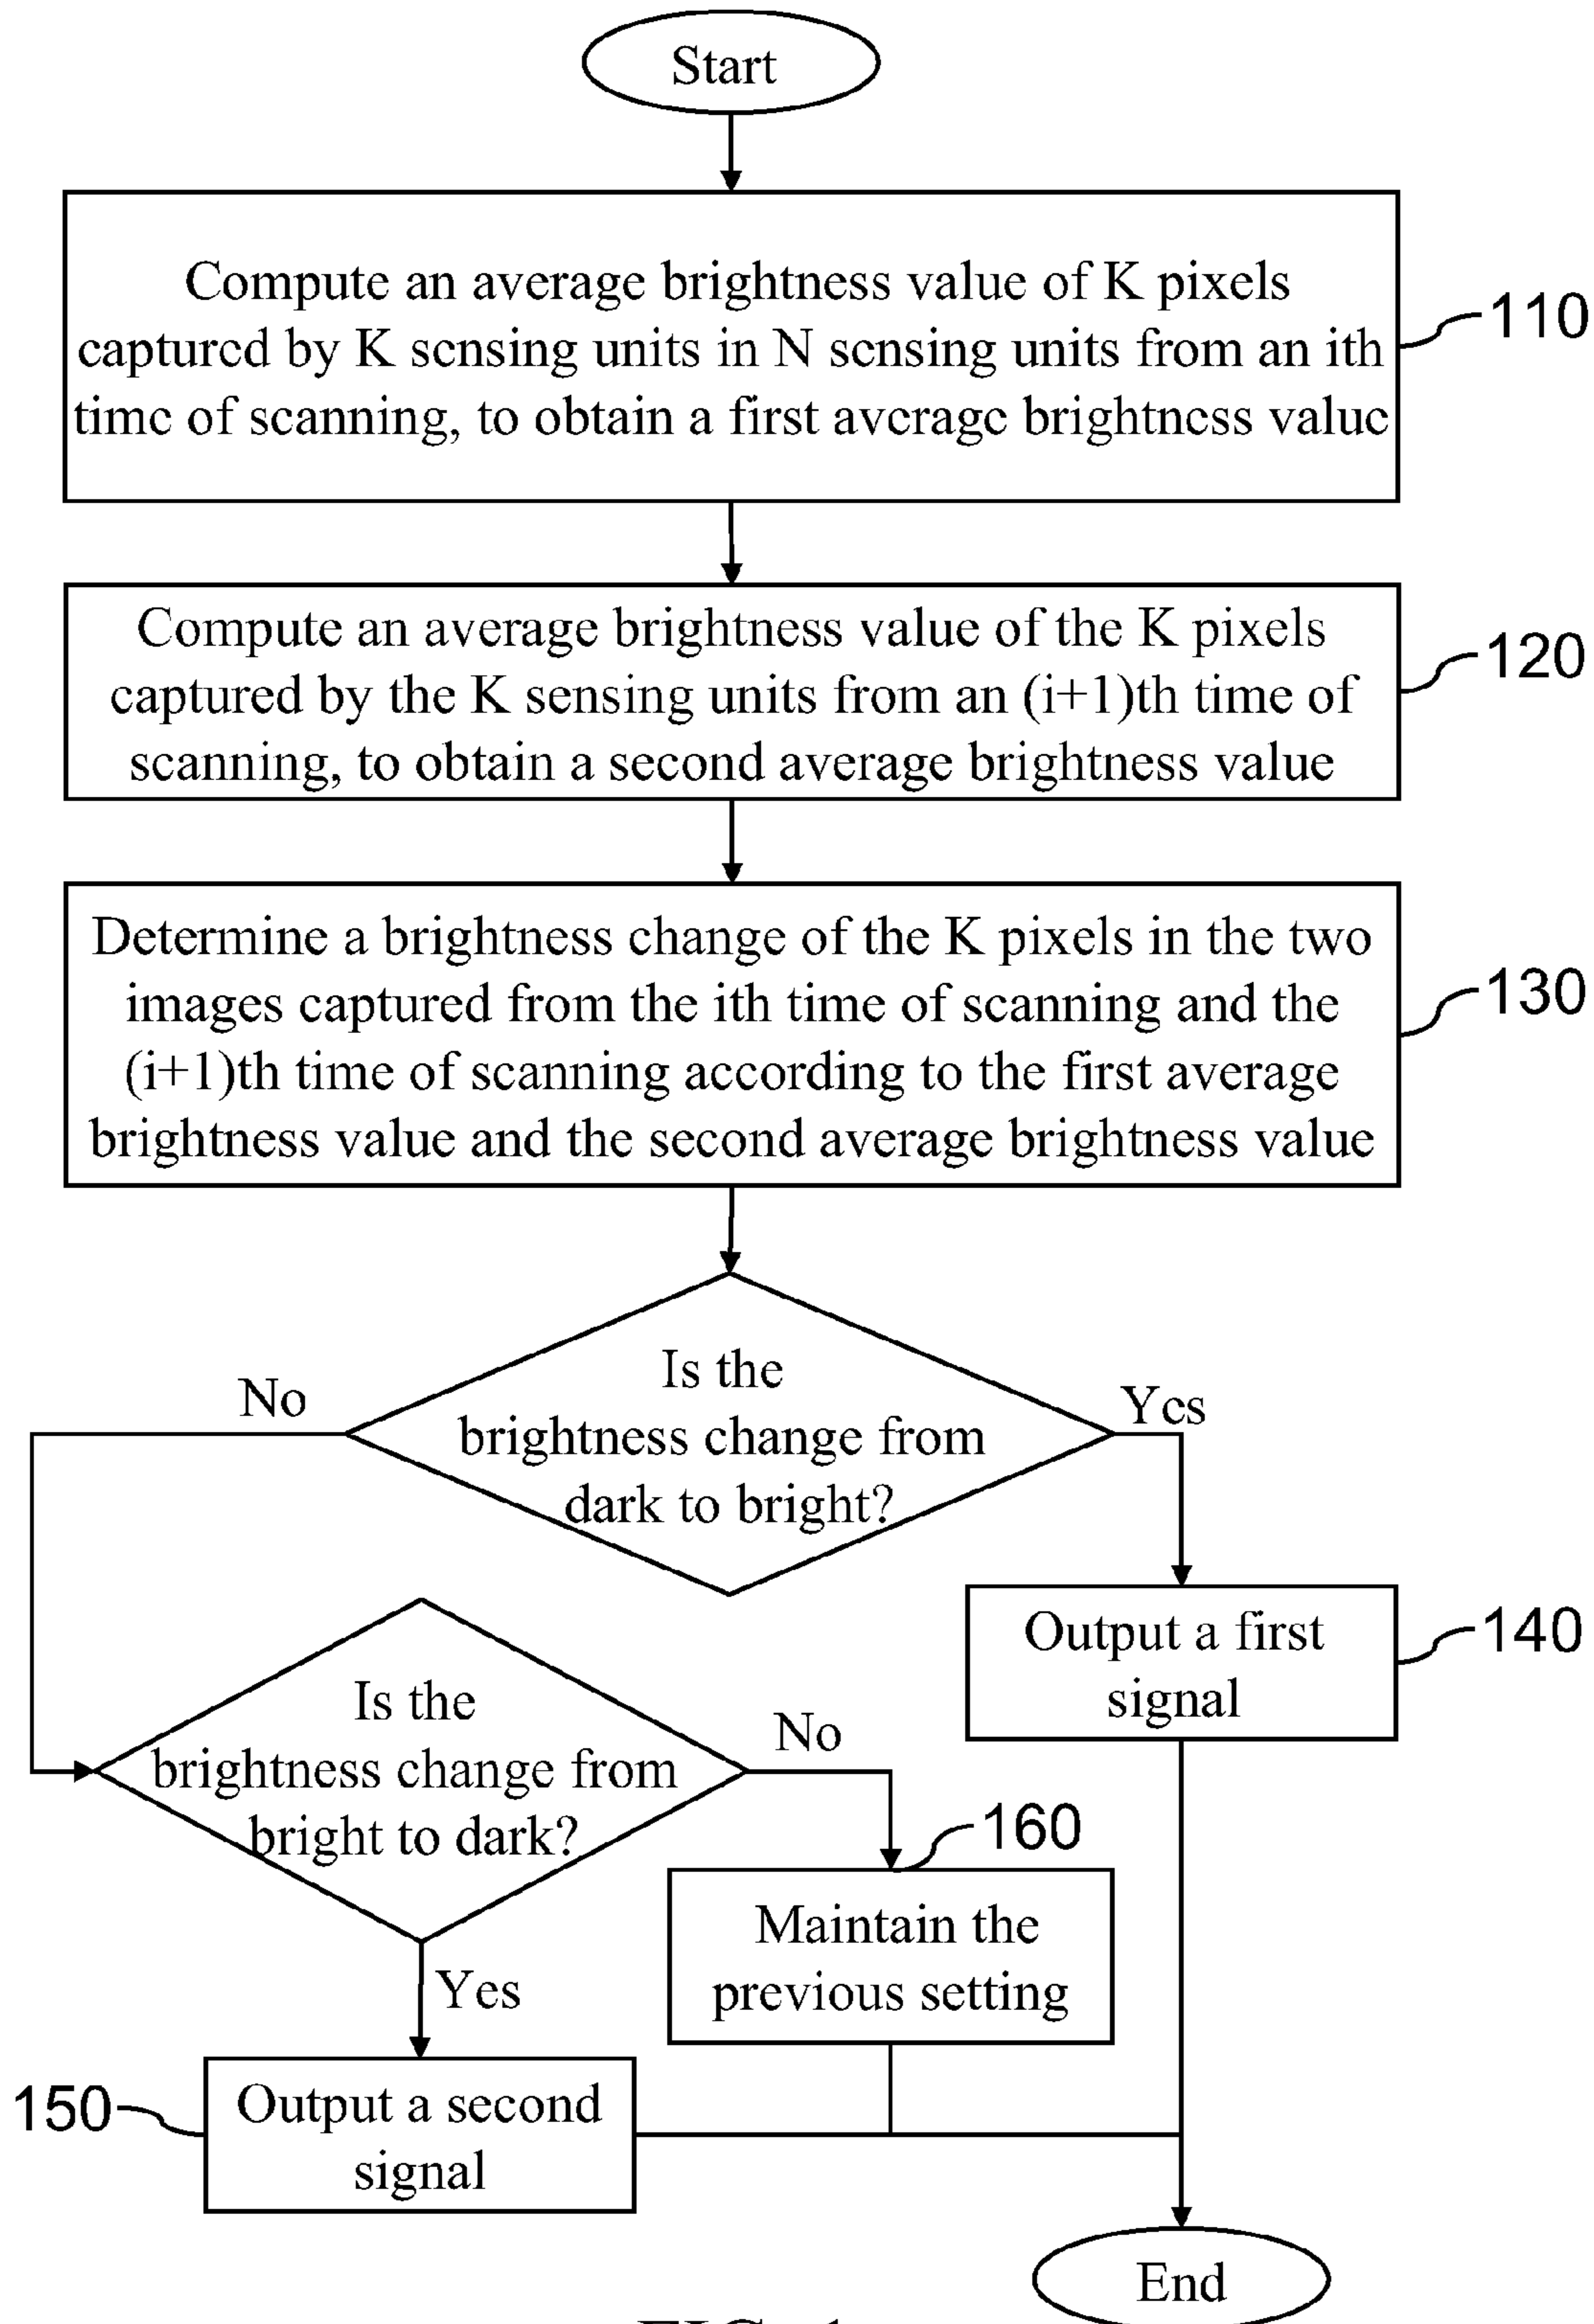 Start
Compute an average brightness value of K pixels
captured by K sensing units in N sensing units from an ith
time of scanning, to obtain a first average brightness value
110
Compute an average brightness value of the K pixels
captured by the K sensing units from an (i+1)th time of
scanning, to obtain a second average brightness value
120
Determine a brightness change of the K pixels in the two
images captured from the ith time of scanning and the
(i+1)th time of scanning according to the first average
brightness value and the second average brightness value
130
Is the
brightness change from
dark to bright?
No
Yes
Output a first
signal
140
Is the
brightness change from
bright to dark?
No
Yes
160
Maintain the
previous setting
150
Output a second
signal
End